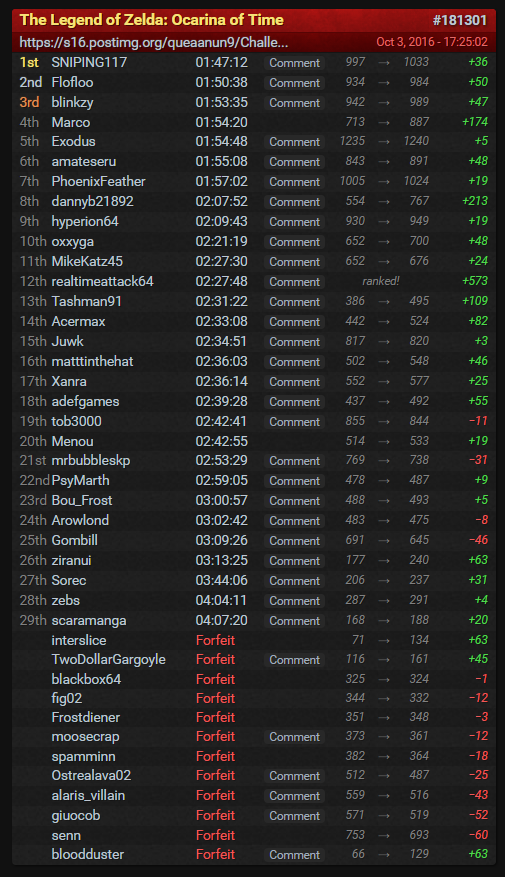 The Legend of Zelda: Ocarina of Time #181301
https://s16.postimg.org/queaanun9/Challe... Oct 3, 2016 - 17:25:02
1st SNIPING117 01:47:12 Comment 997 → 1033 +36
2nd Flofloo 01:50:38 Comment 934 → 984 +50
3rd blinkzy 01:53:35 Comment 942 → 989 +47
4th Marco 01:54:20 713 → 887 +174
5th Exodus 01:54:48 Comment 1235 → 1240 +5
6th amateseru 01:55:08 Comment 843 → 891 +48
7th PhoenixFeather 01:57:02 Comment 1005 → 1024 +19
8th dannyb21892 02:07:52 Comment 554 → 767 +213
9th hyperion64 02:09:43 Comment 930 → 949 +19
10th oxxyga 02:21:19 Comment 652 → 700 +48
11th MikeKatz45 02:27:30 Comment 652 → 676 +24
12th realtimeattack64 02:27:48 Comment ranked! +573
13th Tashman91 02:31:22 Comment 386 → 495 +109
14th Acermax 02:33:08 Comment 442 → 524 +82
15th Juwk 02:34:51 Comment 817 → 820 +3
16th matttinthehat 02:36:03 Comment 502 → 548 +46
17th Xanra 02:36:14 Comment 552 → 577 +25
18th adefgames 02:39:28 Comment 437 → 492 +55
19th tob3000 02:42:41 Comment 855 → 844 −11
20th Menou 02:42:55 514 → 533 +19
21st mrbubbleskp 02:53:29 Comment 769 → 738 −31
22nd PsyMarth 02:59:05 Comment 478 → 487 +9
23rd Bou_Frost 03:00:57 Comment 488 → 493 +5
24th Arowlond 03:02:42 Comment 483 → 475 −8
25th Gombill 03:09:26 Comment 691 → 645 −46
26th ziranui 03:13:25 Comment 177 → 240 +63
27th Sorec 03:44:06 Comment 206 → 237 +31
28th zebs 04:04:11 Comment 287 → 291 +4
29th scaramanga 04:07:20 Comment 168 → 188 +20
interslice Forfeit 71 → 134 +63
TwoDollarGargoyle Forfeit Comment 116 → 161 +45
blackbox64 Forfeit 325 → 324 −1
fig02 Forfeit 344 → 332 −12
Frostdiener Forfeit 351 → 348 −3
moosecrap Forfeit Comment 373 → 361 −12
spamminn Forfeit 382 → 364 −18
Ostrealava02 Forfeit Comment 512 → 487 −25
alaris_villain Forfeit Comment 559 → 516 −43
giuocob Forfeit Comment 571 → 519 −52
senn Forfeit 753 → 693 −60
bloodduster Forfeit Comment 66 → 129 +63